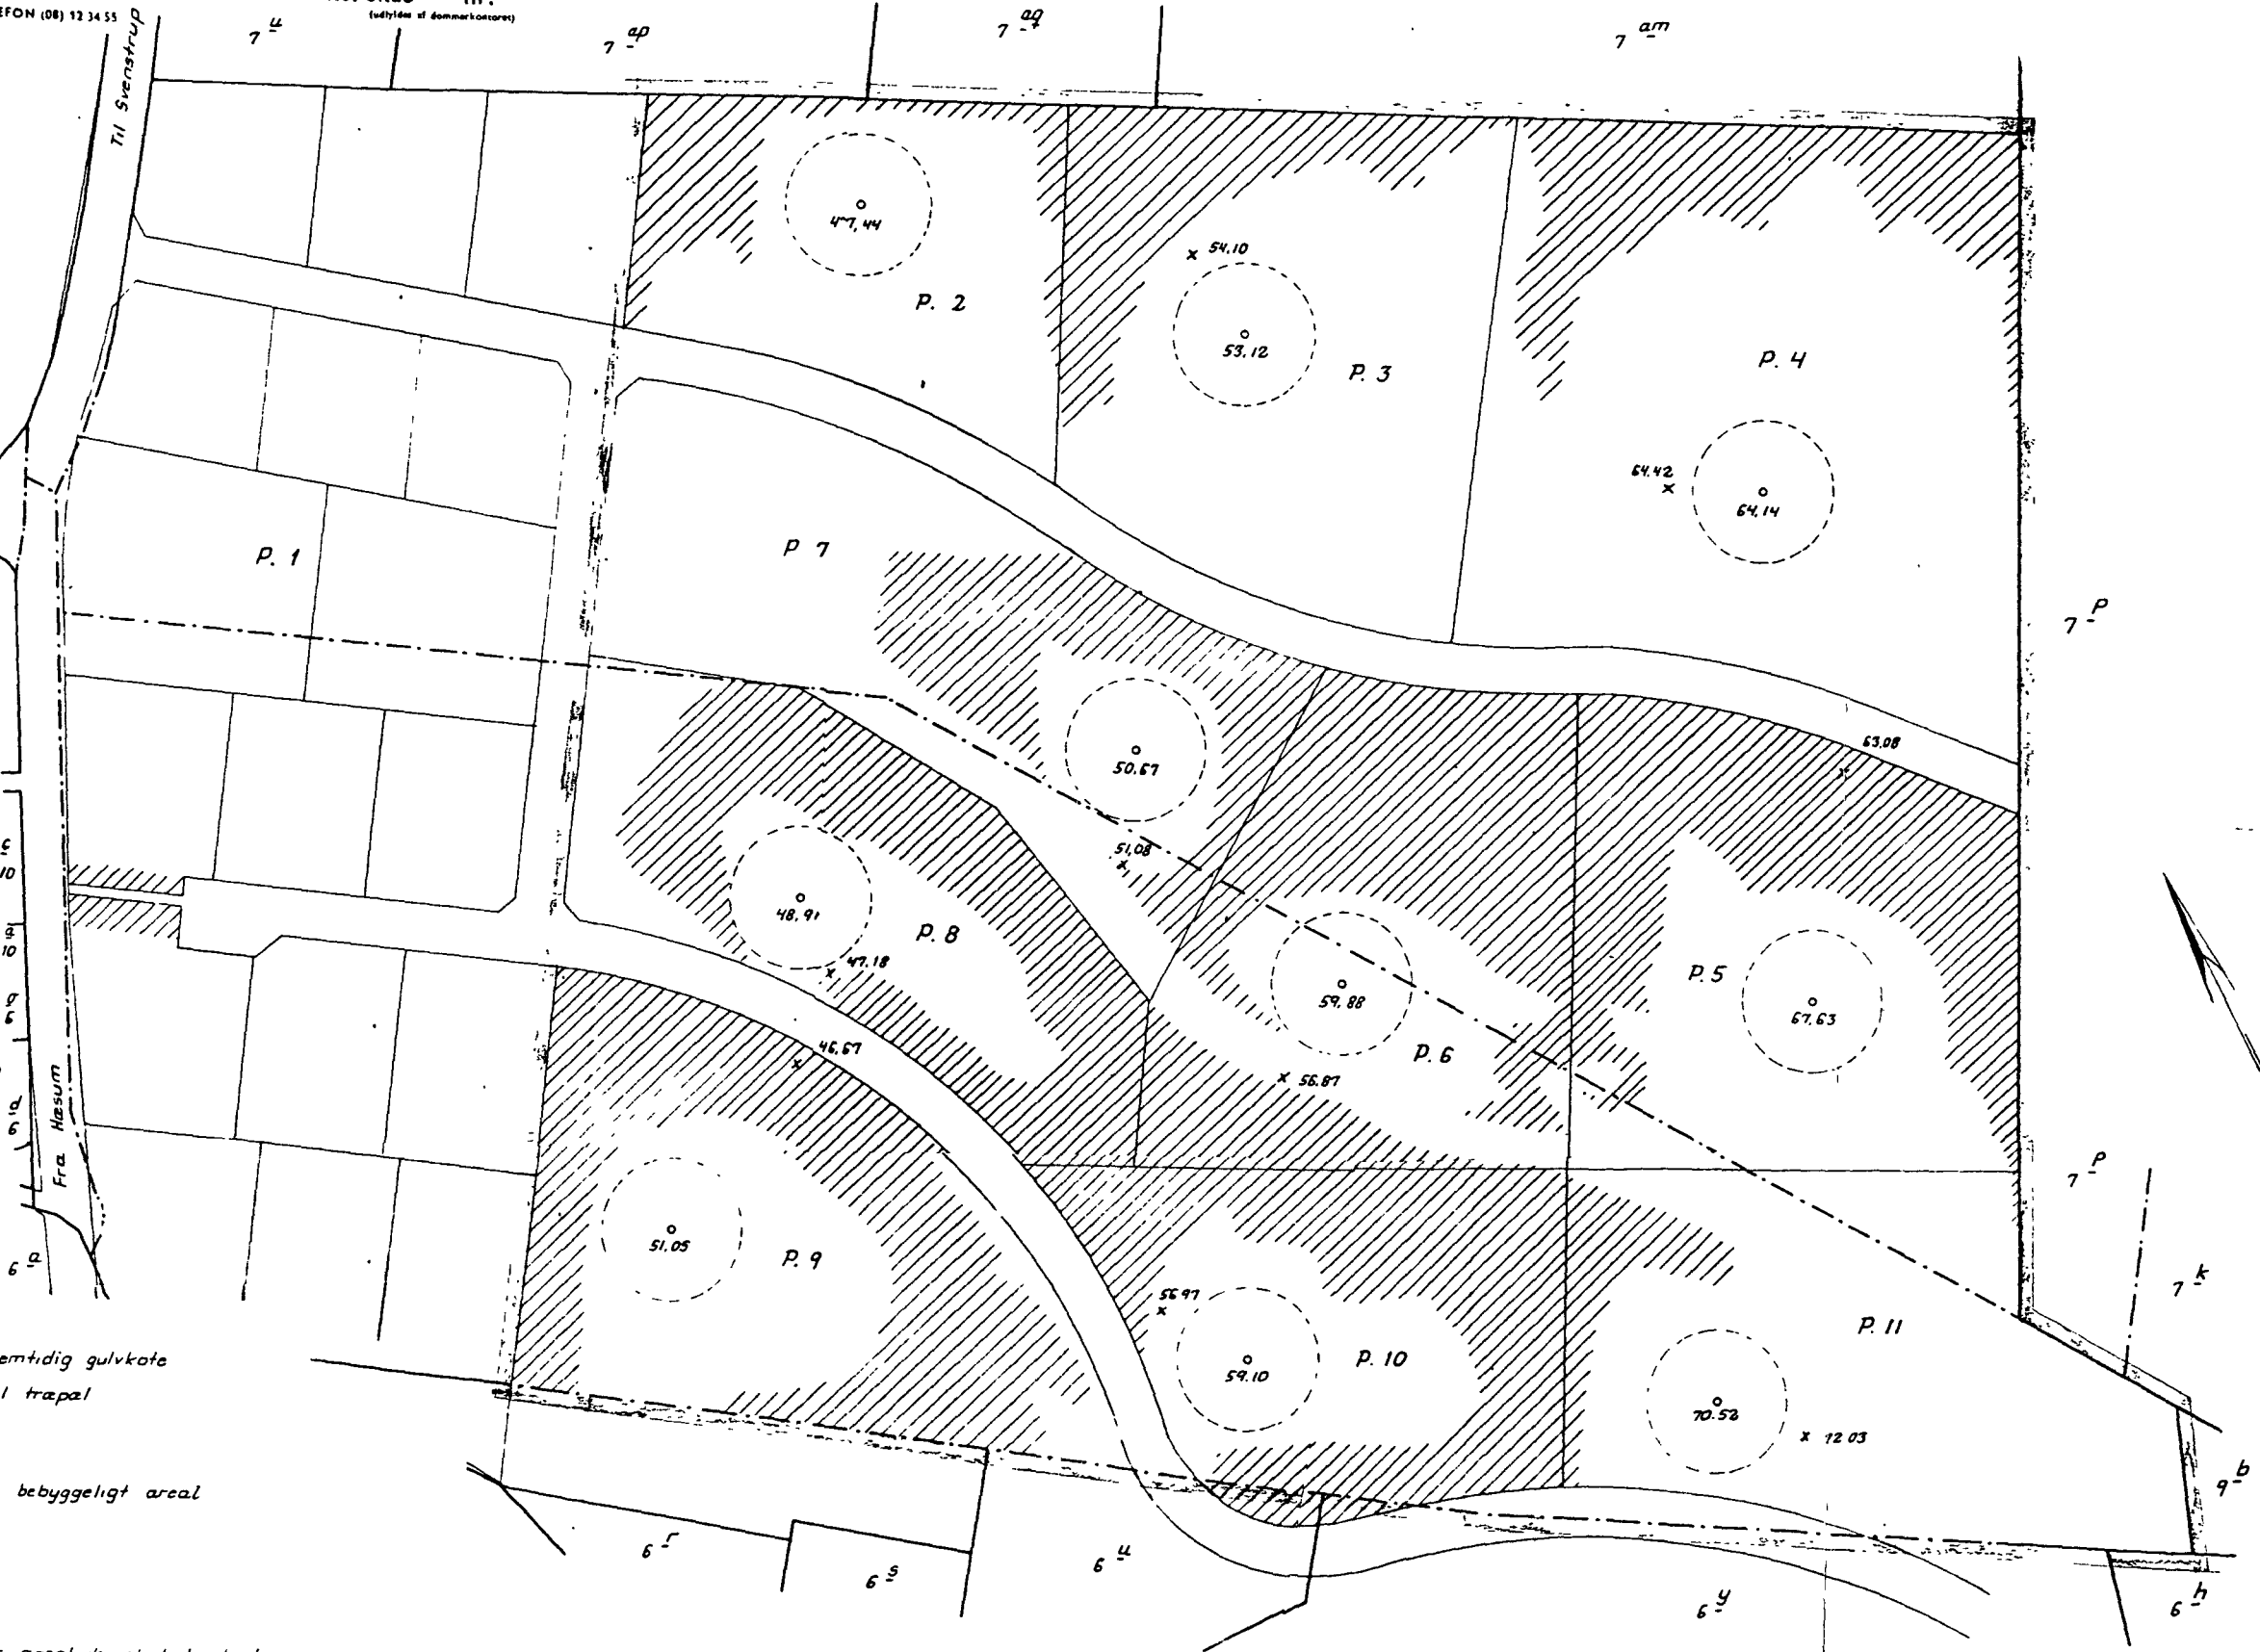 (08) 12 34 55
(udfyldes af dommerkontoret)
7 u
7 ap
7 aq
7 am
Til Svenstrup
47,44
54.10
P. 2
53.12
P. 3
P. 4
64.42
64.14
P. 1
P 7
7 P
63.08
50.67
51,08
48.91
P. 8
47.18
P. 5
59.88
67,63
P. 6
46,67
56.87
Fra Hæsum
7 P
51.05
P. 9
6 a
7 k
56 97
P. 11
59.10
P. 10
gulvkote
træpæl
70.52
72 03
bebyggeligt areal
9 b
6 r
6 s
6 u
6 y
6 h